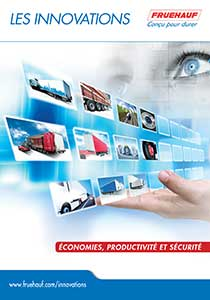 LES INNOVATIONS
FRUEHAUF
Conçu pour durer
ÉCONOMIES, PRODUCTIVITÉ ET SÉCURITÉ
www.fruehauf.com/innovations